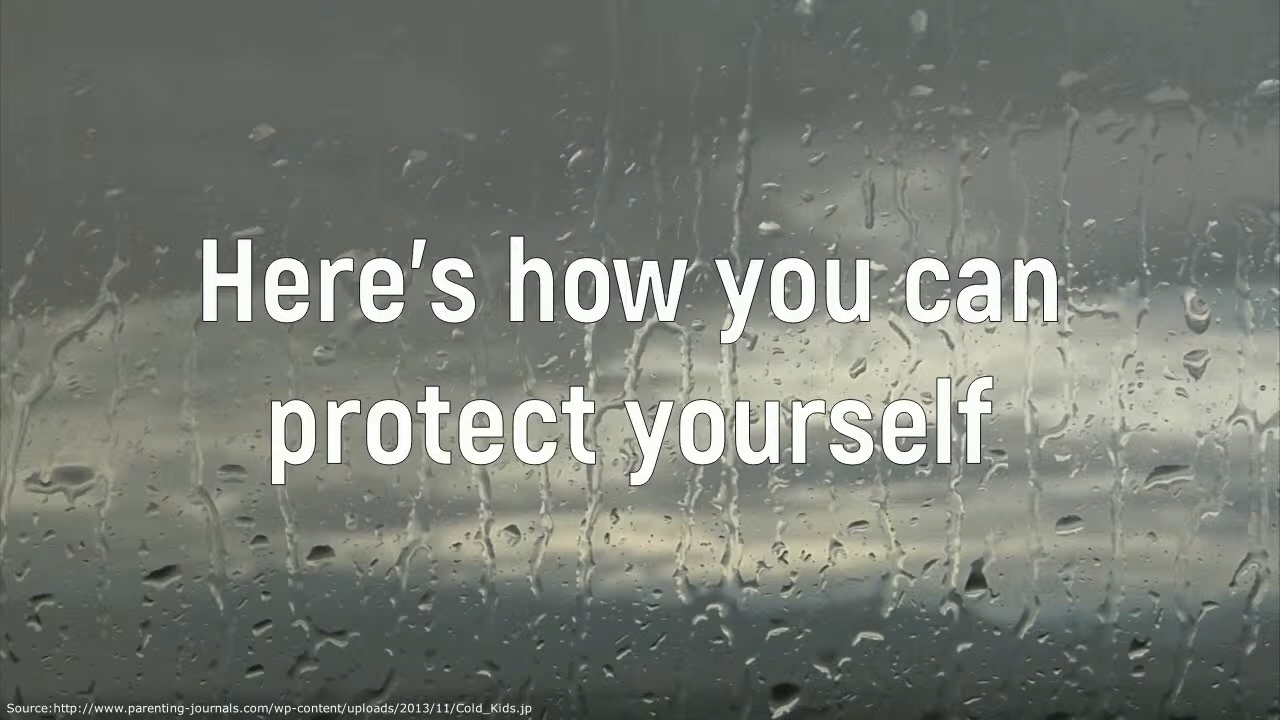 Here's how you can
protect yourself
Source:http://www.parenting-journals.com/wp-content/uploads/2013/11/Cold_Kids.jp